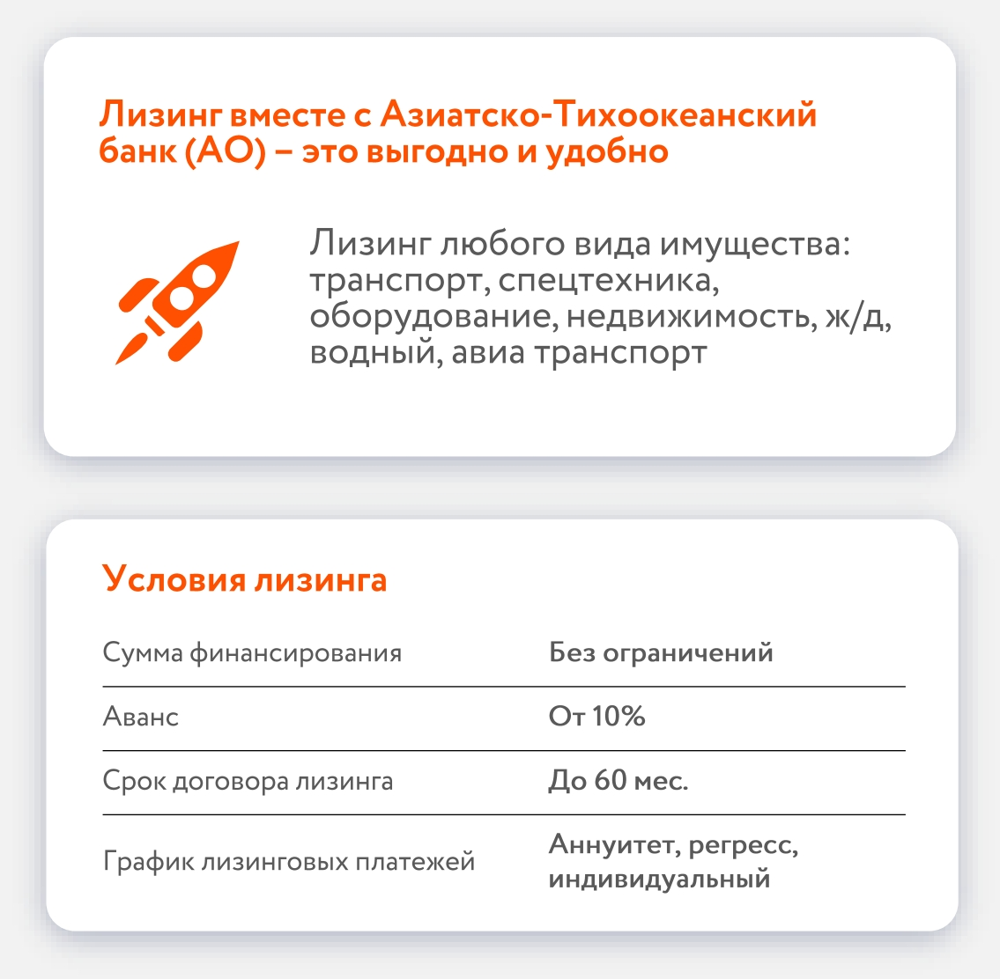 Лизинг вместе с Азиатско-Тихоокеанский
банк (АО) – это выгодно и удобно
Лизинг любого вида имущества:
транспорт, спецтехника,
оборудование, недвижимость, ж/д,
водный, авиа транспорт
Условия лизинга
Сумма финансирования Без ограничений
Аванс От 10%
Срок договора лизинга До 60 мес.
График лизинговых платежей Аннуитет, регресс,
индивидуальный